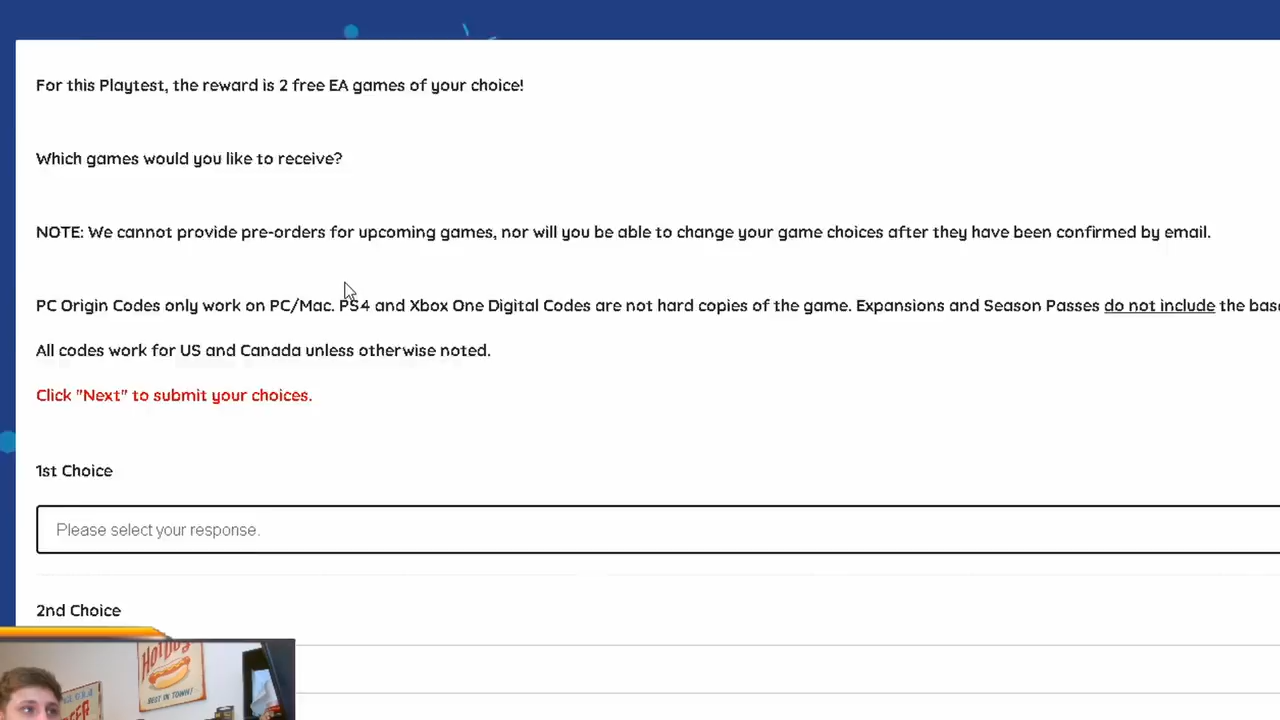 For this Playtest, the reward is 2 free EA games of your choice!
Which games would you like to receive?
NOTE: We cannot provide pre-orders for upcoming games, nor will you be able to change your game choices after they have been confirmed by email.
PC Origin Codes only work on PC/Mac. PS4 and Xbox One Digital Codes are not hard copies of the game. Expansions and Season Passes do not include the
All codes work for US and Canada unless otherwise noted.
Click "Next" to submit your choices.
1st Choice
Please select your response.
2nd Choice
HOT DOGS
BEST IN TOWN!